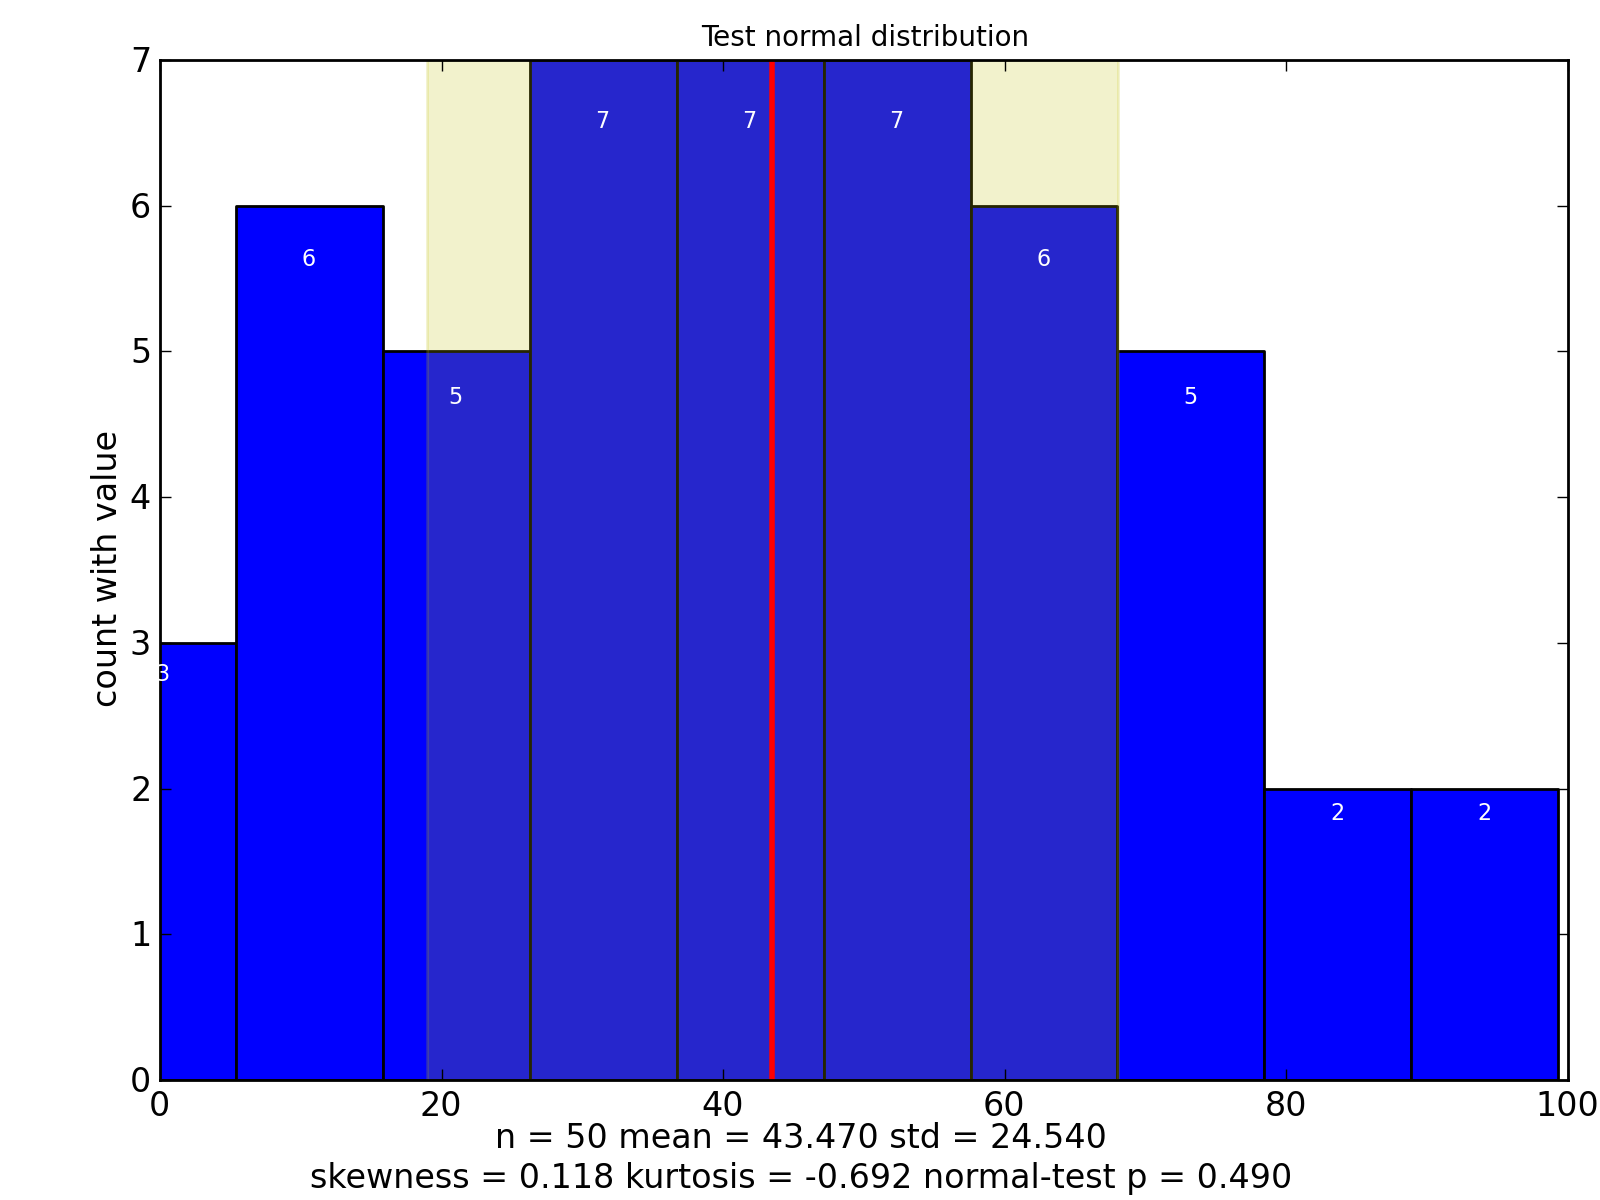 Test normal distribution
7
7 7 7
6
6 6
5
5 5
4
count with value
3
3
2
2 2
1
0
0 20 40 60 80 100
n = 50 mean = 43.470 std = 24.540
skewness = 0.118 kurtosis = -0.692 normal-test p = 0.490